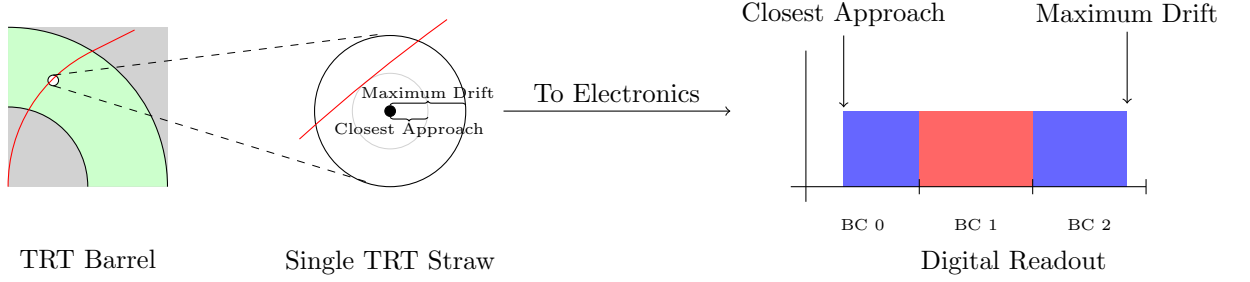 Closest Approach
Maximum Drift
Maximum Drift
Closest Approach
To Electronics
BC 0
BC 1
BC 2
TRT Barrel
Single TRT Straw
Digital Readout